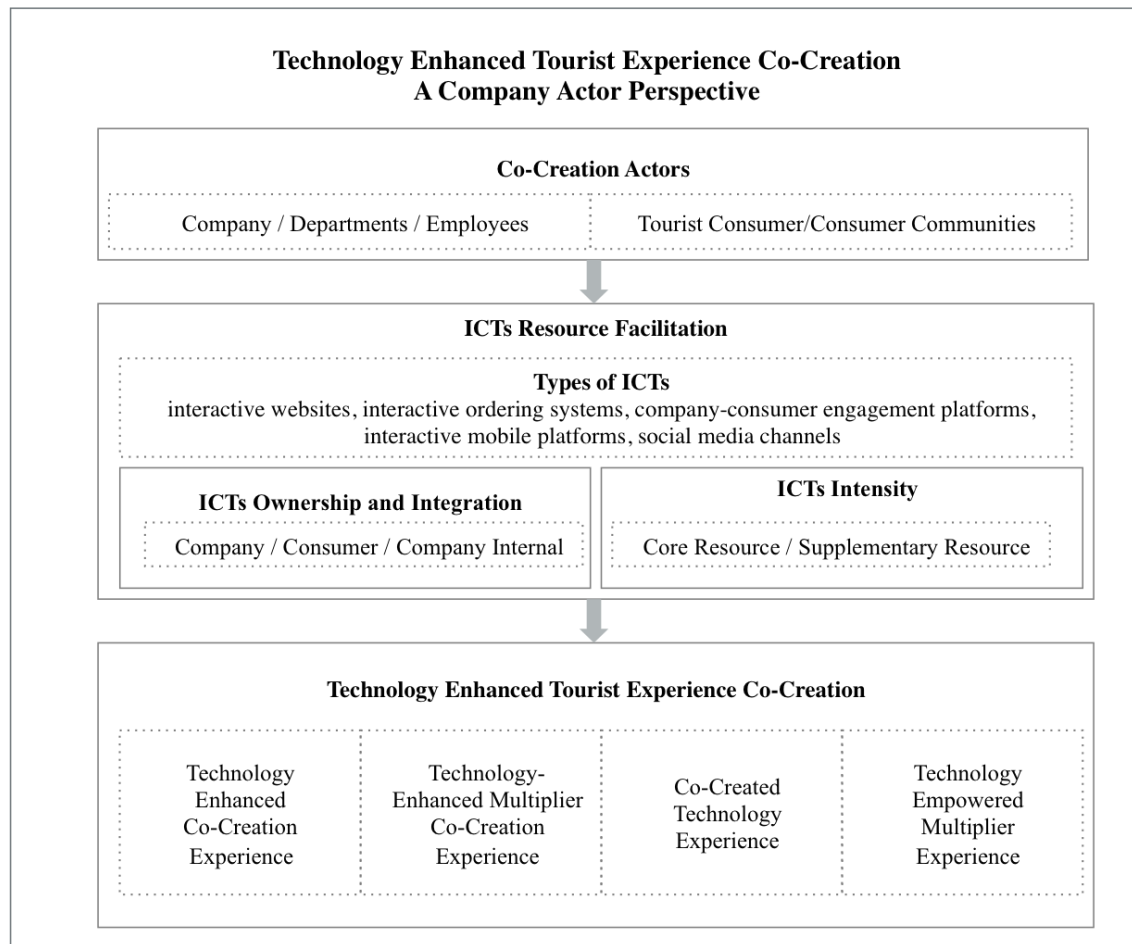 Technology Enhanced Tourist Experience Co-Creation
A Company Actor Perspective
Co-Creation Actors
Company / Departments / Employees
Tourist Consumer/Consumer Communities
ICTs Resource Facilitation
Types of ICTs
interactive websites, interactive ordering systems, company-consumer engagement platforms,
interactive mobile platforms, social media channels
ICTs Ownership and Integration
Company / Consumer / Company Internal
ICTs Intensity
Core Resource / Supplementary Resource
Technology Enhanced Tourist Experience Co-Creation
Technology
Enhanced
Co-Creation
Experience
Technology-
Enhanced Multiplier
Co-Creation
Experience
Co-Created
Technology
Experience
Technology
Empowered
Multiplier
Experience